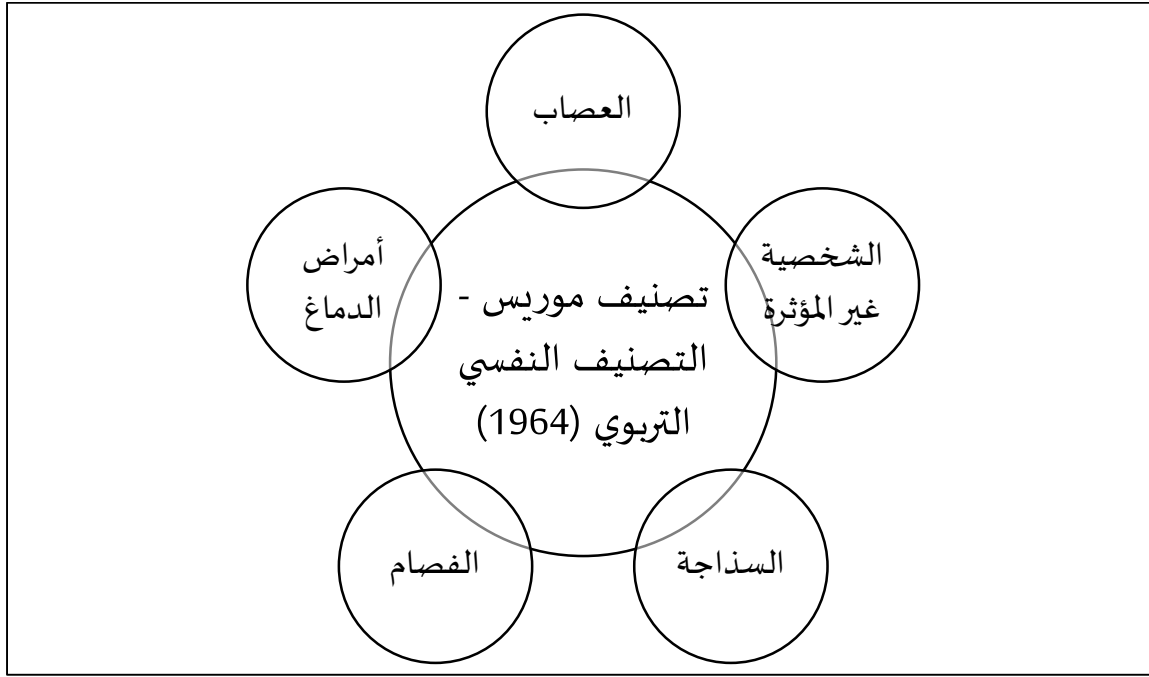 العصاب
الشخصية
غير المؤثرة
أمراض
الدماغ
تصنيف موريس -
التصنيف النفسي
التربوي (1964)
الفصام
السذاجة